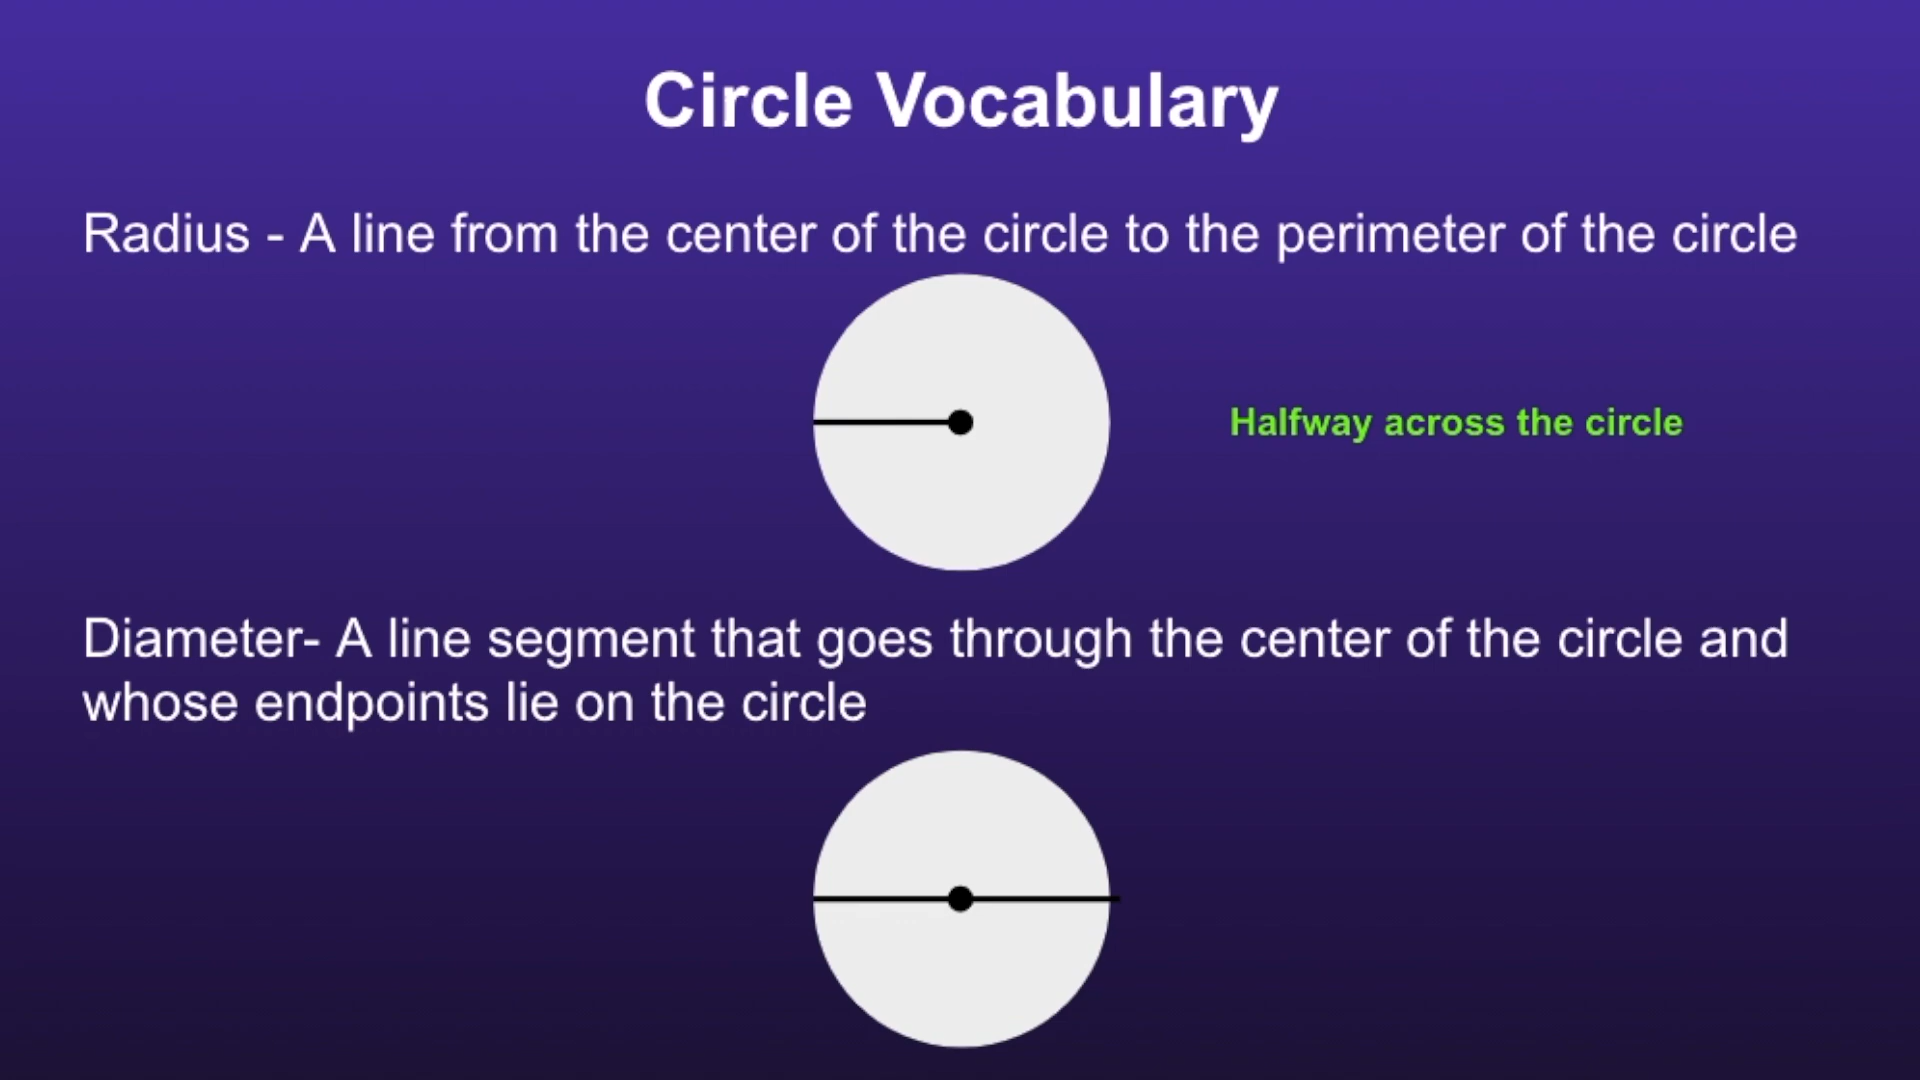 Circle Vocabulary
Radius - A line from the center of the circle to the perimeter of the circle
Halfway across the circle
Diameter- A line segment that goes through the center of the circle and
whose endpoints lie on the circle